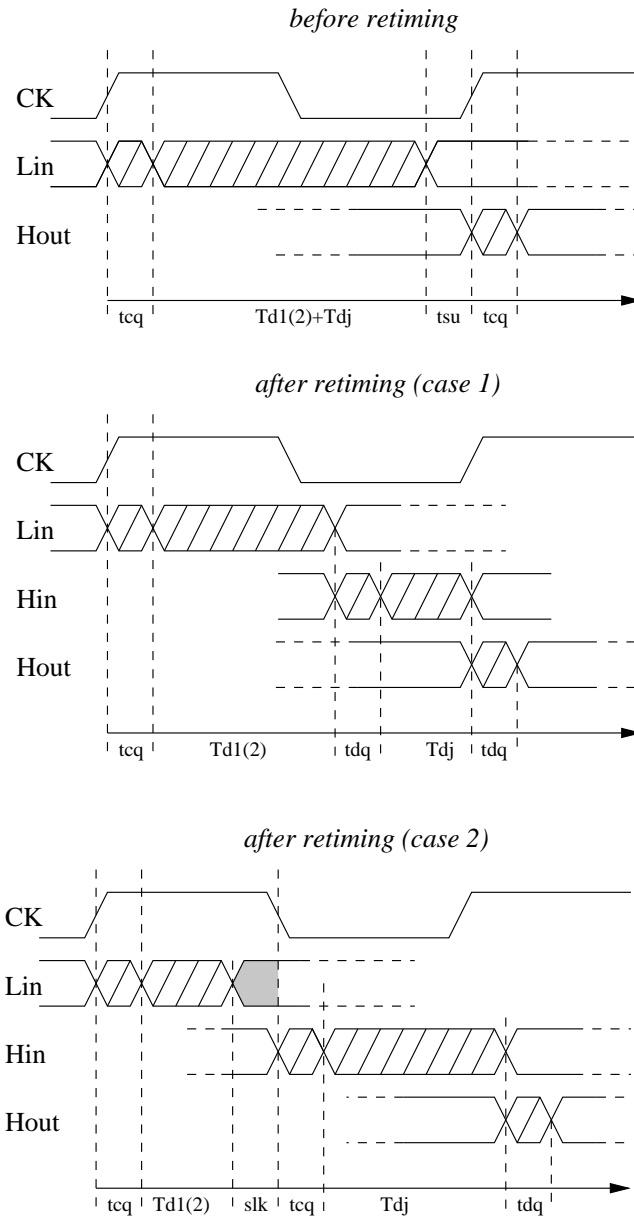 before retiming
CK
Lin
Hout
tcq Td1(2)+Tdj tsu tcq
after retiming (case 1)
CK
Lin
Hin
Hout
tcq Td1(2) tdq Tdj tdq
after retiming (case 2)
CK
Lin
Hin
Hout
tcq Td1(2) slk tcq Tdj tdq